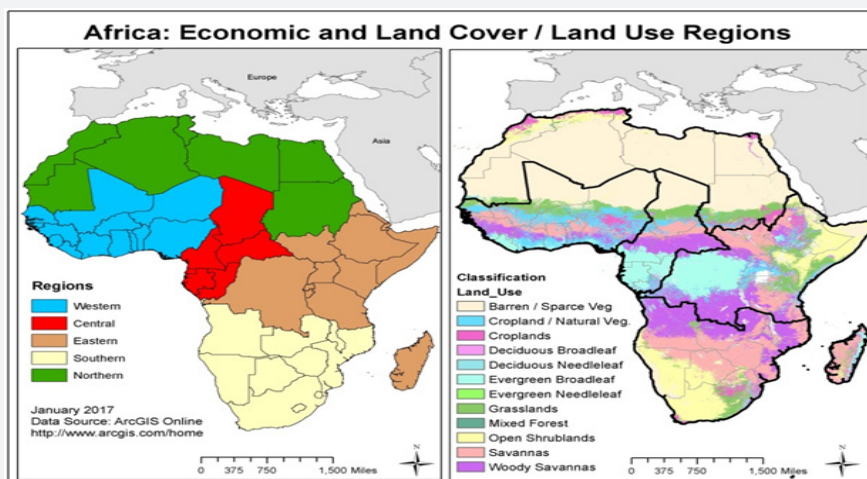 Africa: Economic and Land Cover / Land Use Regions
Europe
Asia
Regions
Western
Central
Eastern
Southern
Northern
January 2017
Data Source: ArcGIS Online
http://www.arcgis.com/home
0 375 750 1,500 Miles
N
Classification
Land_Use
Barren / Sparce Veg
Cropland / Natural Veg.
Croplands
Deciduous Broadleaf
Deciduous Needleleaf
Evergreen Broadleaf
Evergreen Needleleaf
Grasslands
Mixed Forest
Open Shrublands
Savannas
Woody Savannas
0 375 750 1,500 Miles
N